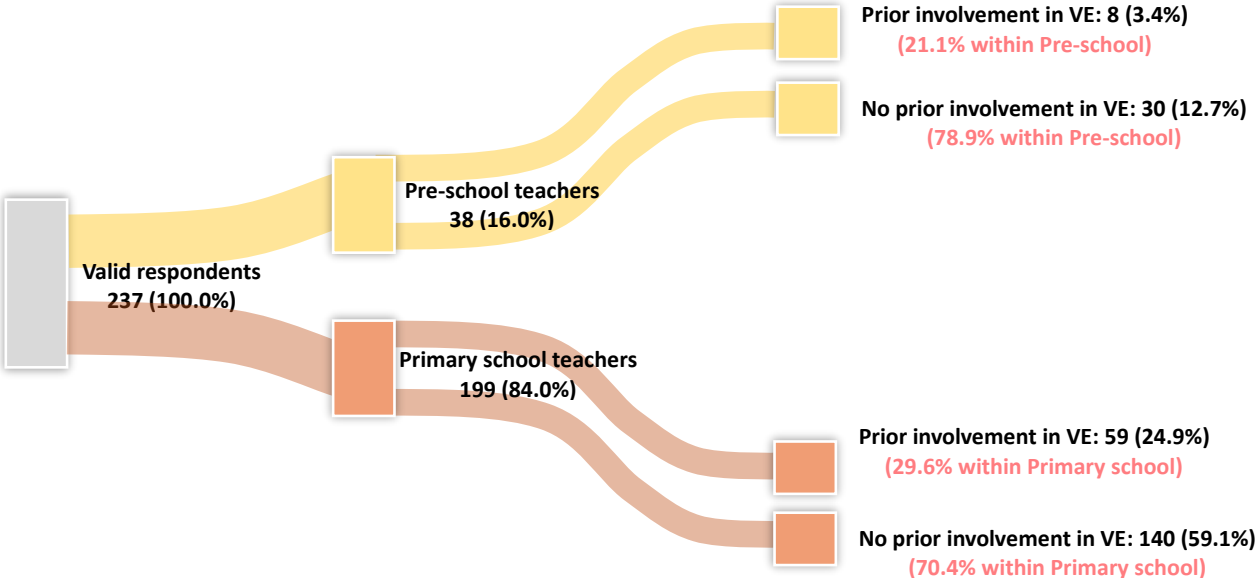 Prior involvement in VE: 8 (3.4%)
(21.1% within Pre-school)
No prior involvement in VE: 30 (12.7%)
(78.9% within Pre-school)
Pre-school teachers
38 (16.0%)
Valid respondents
237 (100.0%)
Primary school teachers
199 (84.0%)
Prior involvement in VE: 59 (24.9%)
(29.6% within Primary school)
No prior involvement in VE: 140 (59.1%)
(70.4% within Primary school)